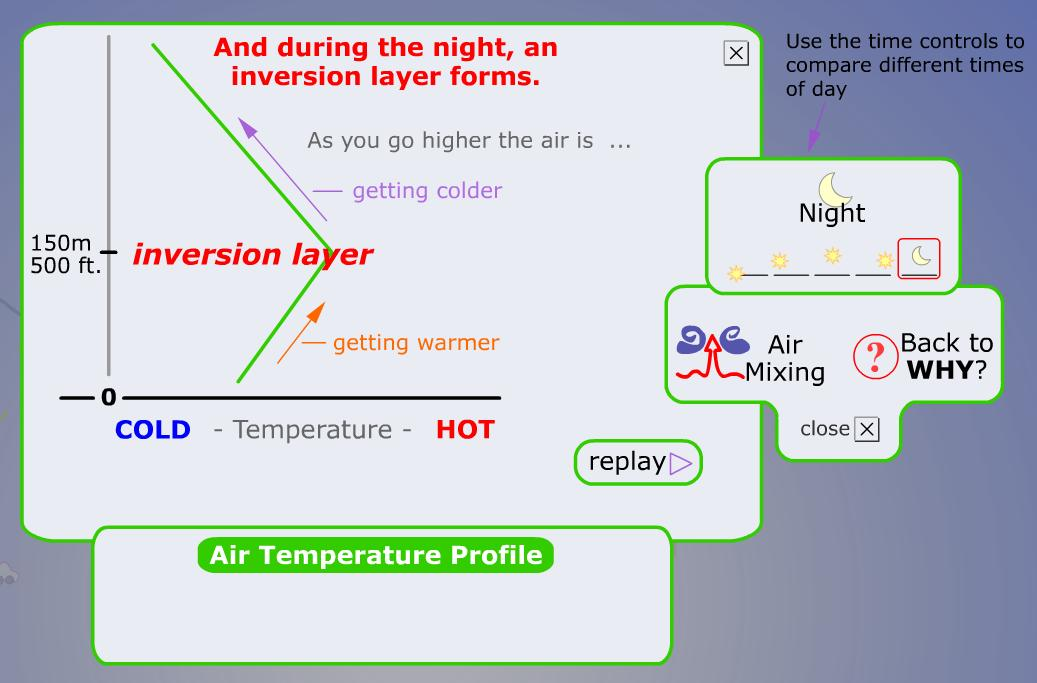 And during the night, an
inversion layer forms.
Use the time controls to
compare different times
of day
As you go higher the air is ...
getting colder
Night
150m
500 ft.
inversion layer
getting warmer
Air
Mixing
?
Back to
WHY?
0
COLD - Temperature - HOT
close
replay
Air Temperature Profile